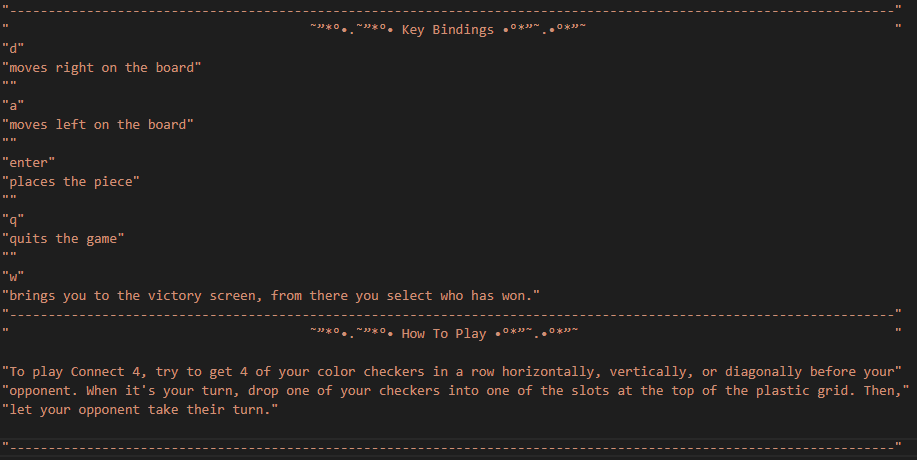 "-------------------------------------------------------------------------------------------------------------------"
"                                       ˜”*°•.˜”*°• Key Bindings •°*”˜.•°*”˜                                        "
"d"
"moves right on the board"
""
"a"
"moves left on the board"
""
"enter"
"places the piece"
""
"q"
"quits the game"
""
"w"
"brings you to the victory screen, from there you select who has won."
"-------------------------------------------------------------------------------------------------------------------"
"                                       ˜”*°•.˜”*°• How To Play •°*”˜.•°*”˜                                         "
"To play Connect 4, try to get 4 of your color checkers in a row horizontally, vertically, or diagonally before your"
"opponent. When it's your turn, drop one of your checkers into one of the slots at the top of the plastic grid. Then,"
"let your opponent take their turn."
"-------------------------------------------------------------------------------------------------------------------"